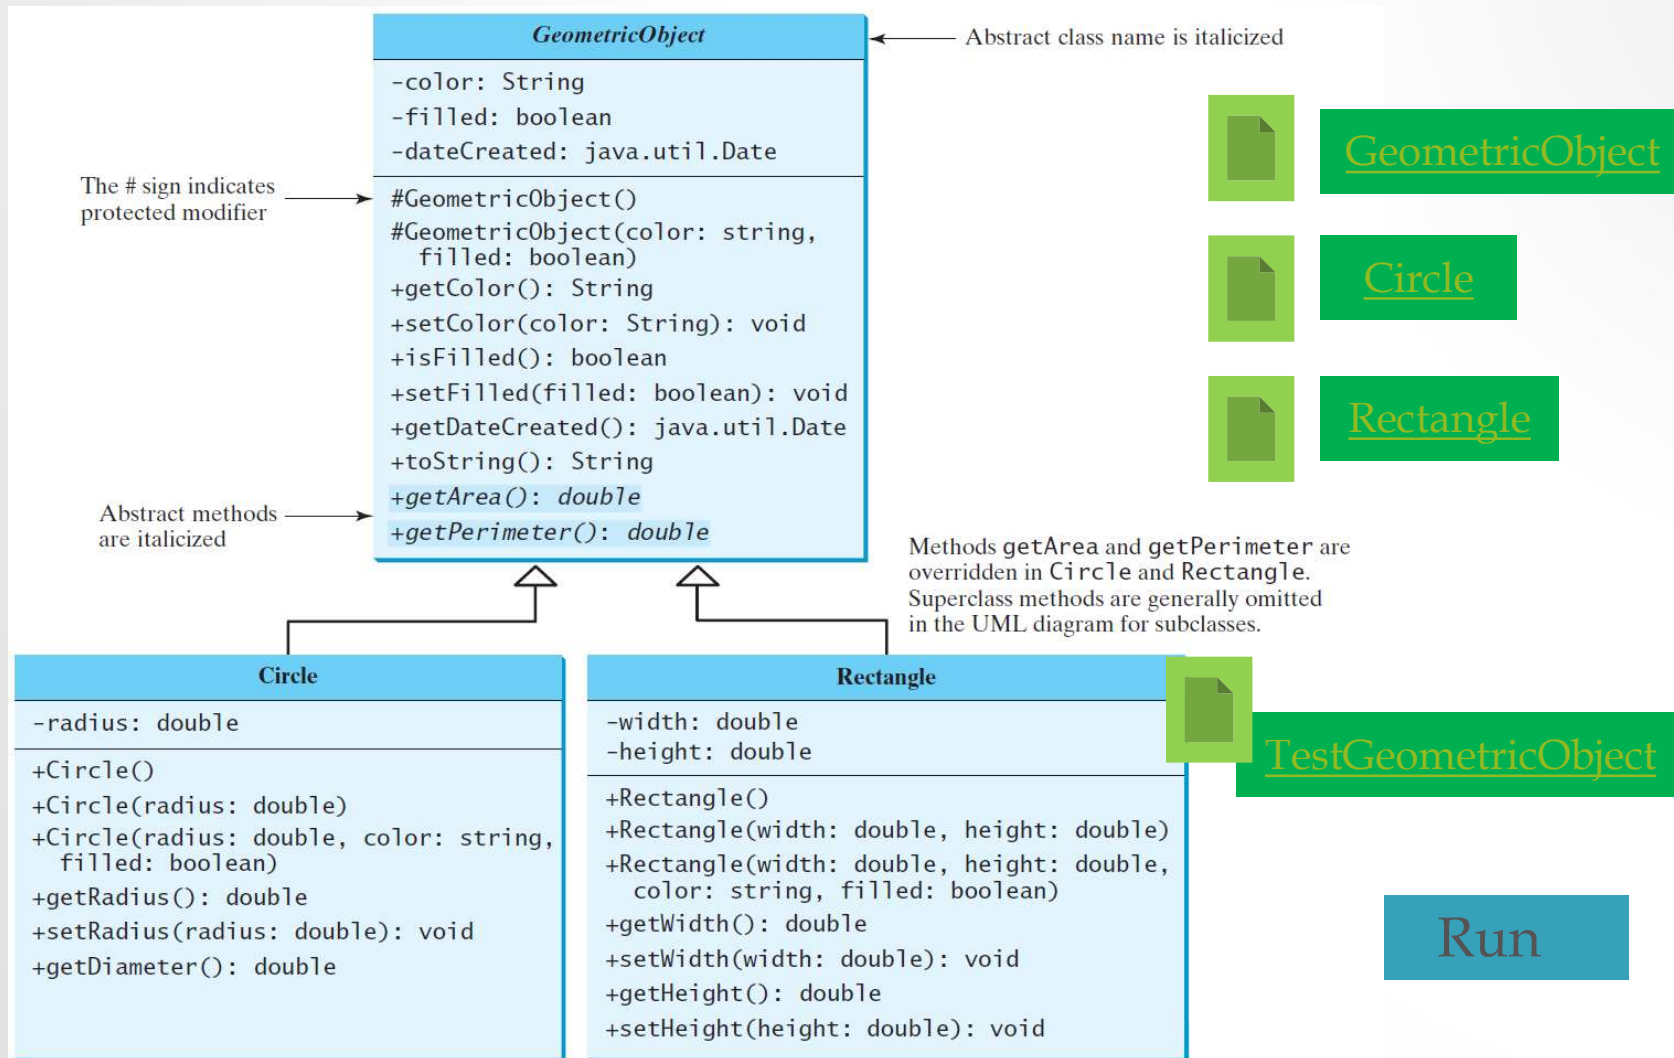 GeometricObject
Abstract class name is italicized
-color: String
-filled: boolean
-dateCreated: java.util.Date
The # sign indicates
protected modifier
#GeometricObject()
#GeometricObject(color: string,
filled: boolean)
+getColor(): String
+setColor(color: String): void
+isFilled(): boolean
+setFilled(filled: boolean): void
+getDateCreated(): java.util.Date
+toString(): String
+getArea(): double
+getPerimeter(): double
Abstract methods
are italicized
Methods getArea and getPerimeter are
overridden in Circle and Rectangle.
Superclass methods are generally omitted
in the UML diagram for subclasses.
Circle
-radius: double
+Circle()
+Circle(radius: double)
+Circle(radius: double, color: string,
filled: boolean)
+getRadius(): double
+setRadius(radius: double): void
+getDiameter(): double
Rectangle
-width: double
-height: double
+Rectangle()
+Rectangle(width: double, height: double)
+Rectangle(width: double, height: double,
color: string, filled: boolean)
+getWidth(): double
+setWidth(width: double): void
+getHeight(): double
+setHeight(height: double): void
GeometricObject
Circle
Rectangle
TestGeometricObject
Run